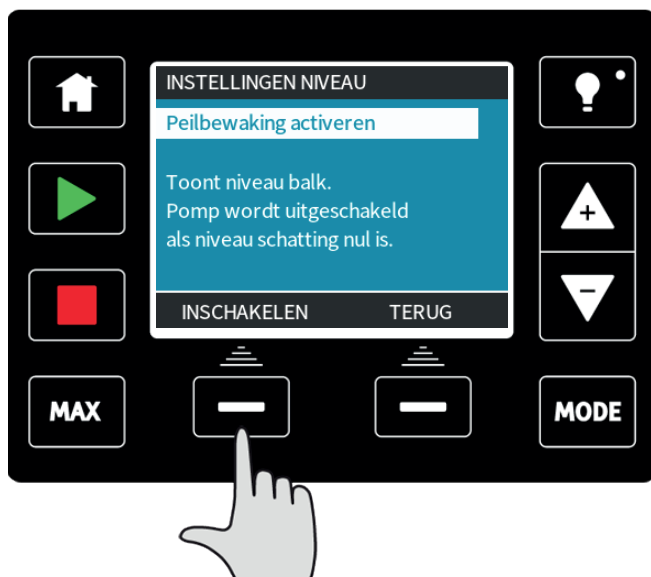 INSTELLINGEN NIVEAU
Peilbewaking activeren
Toont niveau balk.
Pomp wordt uitgeschakeld
als niveau schatting nul is.
INSCHAKELEN TERUG
+
-
MAX
MODE